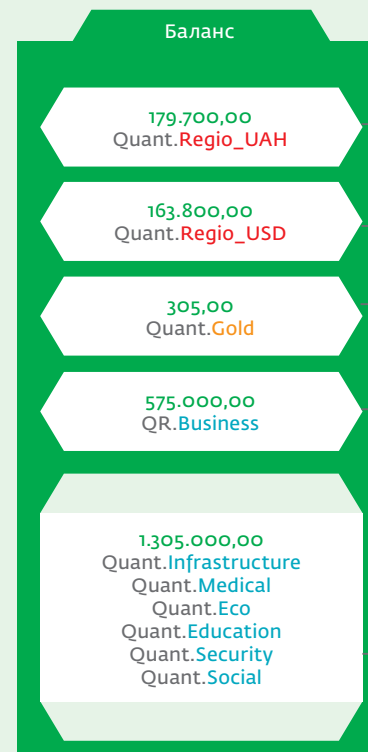 Баланс
179.700,00
Quant.Regio_UAH
163.800,00
Quant.Regio_USD
305,00
Quant.Gold
575.000,00
QR.Business
1.305.000,00
Quant.Infrastructure
Quant.Medical
Quant.Eco
Quant.Education
Quant.Security
Quant.Social